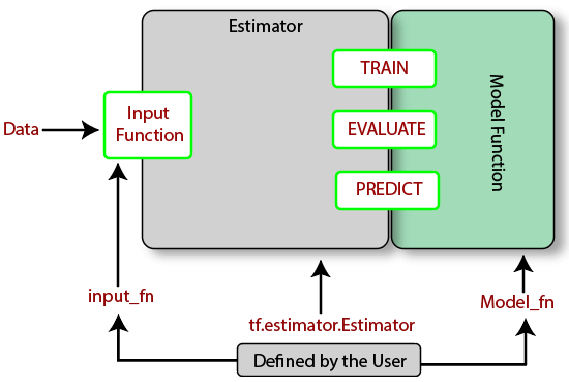 Estimator
TRAIN
Input
Function
Data
EVALUATE
Model Function
PREDICT
input_fn
Model_fn
tf.estimator.Estimator
Defined by the User